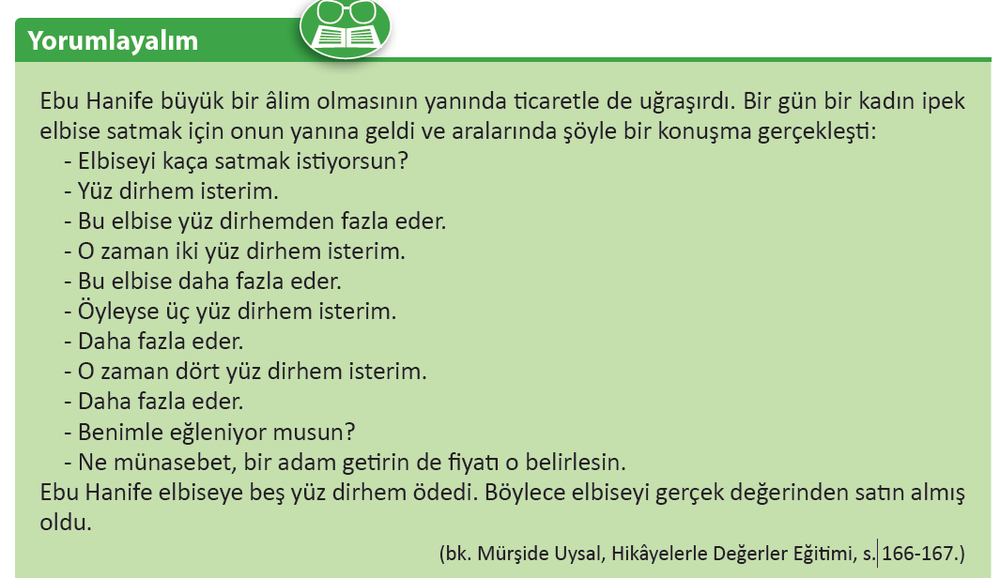 Yorumlayalım
Ebu Hanife büyük bir âlim olmasının yanında ticaretle de uğraşırdı. Bir gün bir kadın ipek
elbise satmak için onun yanına geldi ve aralarında şöyle bir konuşma gerçekleşti:
- Elbiseyi kaça satmak istiyorsun?
- Yüz dirhem isterim.
- Bu elbise yüz dirhemden fazla eder.
- O zaman iki yüz dirhem isterim.
- Bu elbise daha fazla eder.
- Öyleyse üç yüz dirhem isterim.
- Daha fazla eder.
- O zaman dört yüz dirhem isterim.
- Daha fazla eder.
- Benimle eğleniyor musun?
- Ne münasebet, bir adam getirin de fiyatı o belirlesin.
Ebu Hanife elbiseye beş yüz dirhem ödedi. Böylece elbiseyi gerçek değerinden satın almış
oldu.
(bk. Mürşide Uysal, Hikâyelerle Değerler Eğitimi, s. 166-167.)